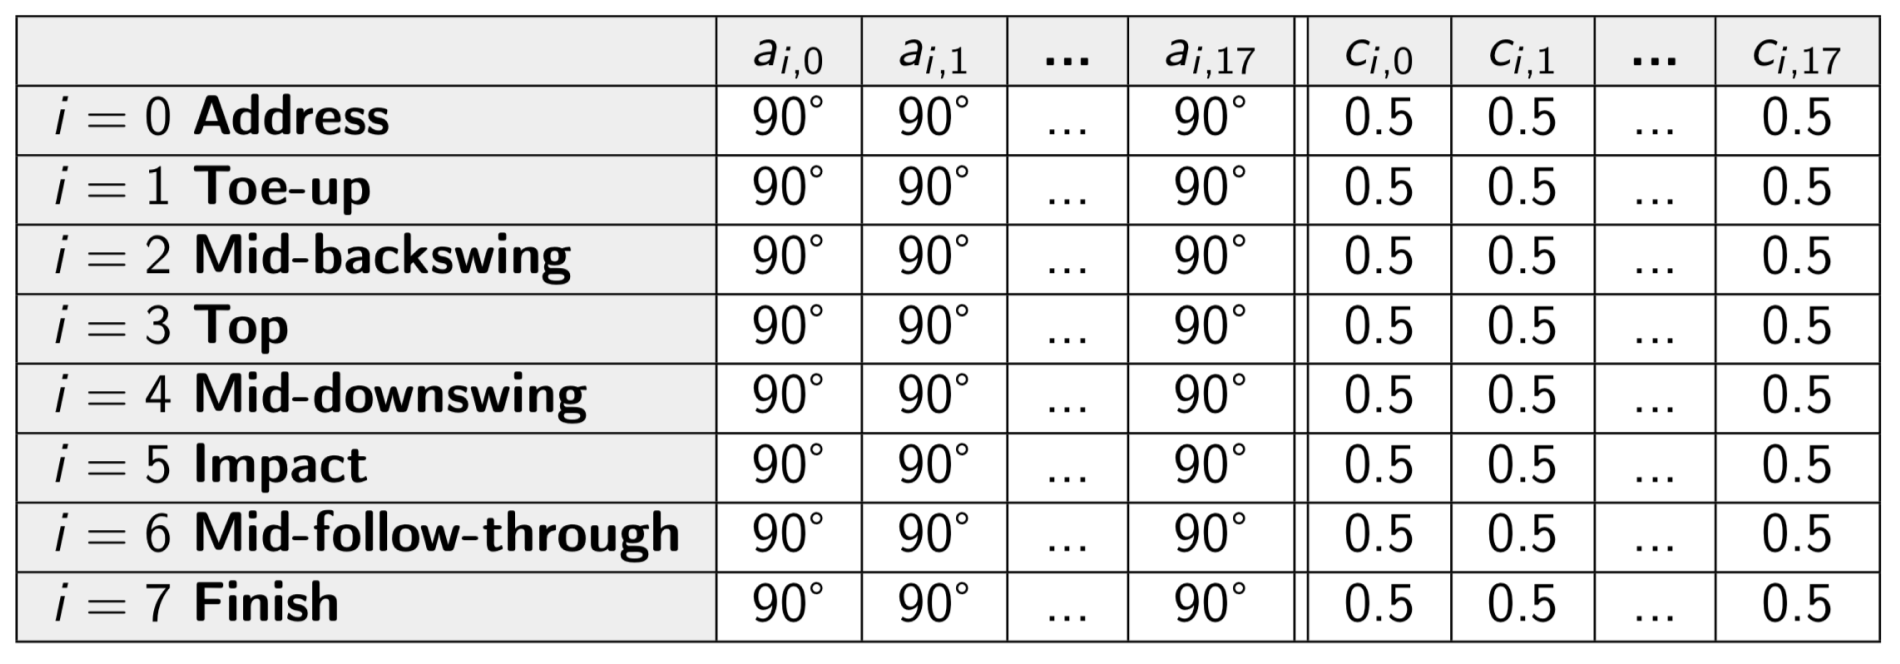 a_{i,0} a_{i,1} ... a_{i,17} c_{i,0} c_{i,1} ... c_{i,17}
i = 0 Address 90° 90° ... 90° 0.5 0.5 ... 0.5
i = 1 Toe-up 90° 90° ... 90° 0.5 0.5 ... 0.5
i = 2 Mid-backswing 90° 90° ... 90° 0.5 0.5 ... 0.5
i = 3 Top 90° 90° ... 90° 0.5 0.5 ... 0.5
i = 4 Mid-downswing 90° 90° ... 90° 0.5 0.5 ... 0.5
i = 5 Impact 90° 90° ... 90° 0.5 0.5 ... 0.5
i = 6 Mid-follow-through 90° 90° ... 90° 0.5 0.5 ... 0.5
i = 7 Finish 90° 90° ... 90° 0.5 0.5 ... 0.5